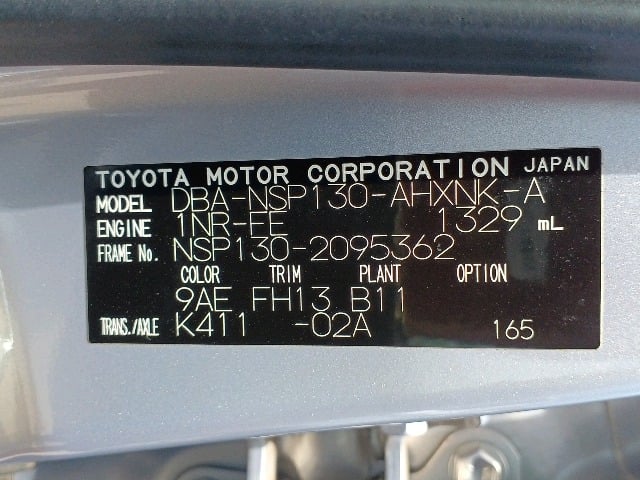 TOYOTA MOTOR CORPORATION JAPAN
MODEL DBA-NSP130-AHXNK-A
ENGINE 1NR-FE 1329 mL
FRAME No. NSP130-2095362
COLOR TRIM PLANT OPTION
9AE FH13 B11
TRANS./AXLE K411 -02A 165